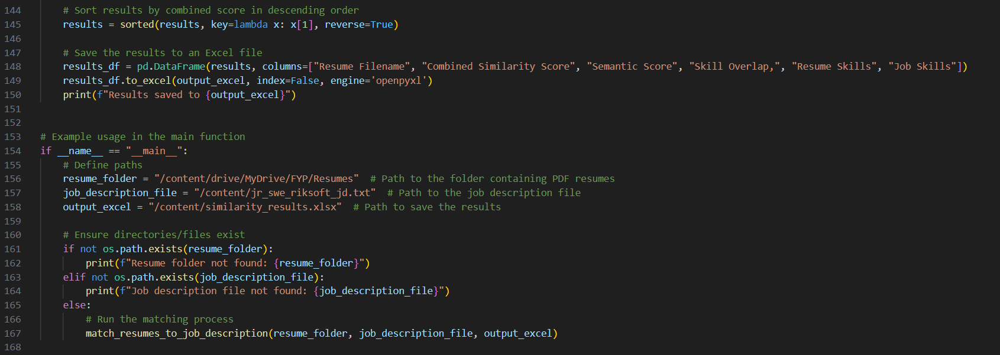 144    # Sort results by combined score in descending order
145    results = sorted(results, key=lambda x: x[1], reverse=True)
146
147    # Save the results to an Excel file
148    results_df = pd.DataFrame(results, columns=["Resume Filename", "Combined Similarity Score", "Semantic Score", "Skill Overlap,", "Resume Skills", "Job Skills"])
149    results_df.to_excel(output_excel, index=False, engine='openpyxl')
150    print(f"Results saved to {output_excel}")
151
152
153 # Example usage in the main function
154 if __name__ == "__main__":
155    # Define paths
156    resume_folder = "/content/drive/MyDrive/FYP/Resumes"  # Path to the folder containing PDF resumes
157    job_description_file = "/content/jr_swe_riksoft_jd.txt"  # Path to the job description file
158    output_excel = "/content/similarity_results.xlsx"  # Path to save the results
159
160    # Ensure directories/files exist
161    if not os.path.exists(resume_folder):
162        print(f"Resume folder not found: {resume_folder}")
163    elif not os.path.exists(job_description_file):
164        print(f"Job description file not found: {job_description_file}")
165    else:
166        # Run the matching process
167        match_resumes_to_job_description(resume_folder, job_description_file, output_excel)
168